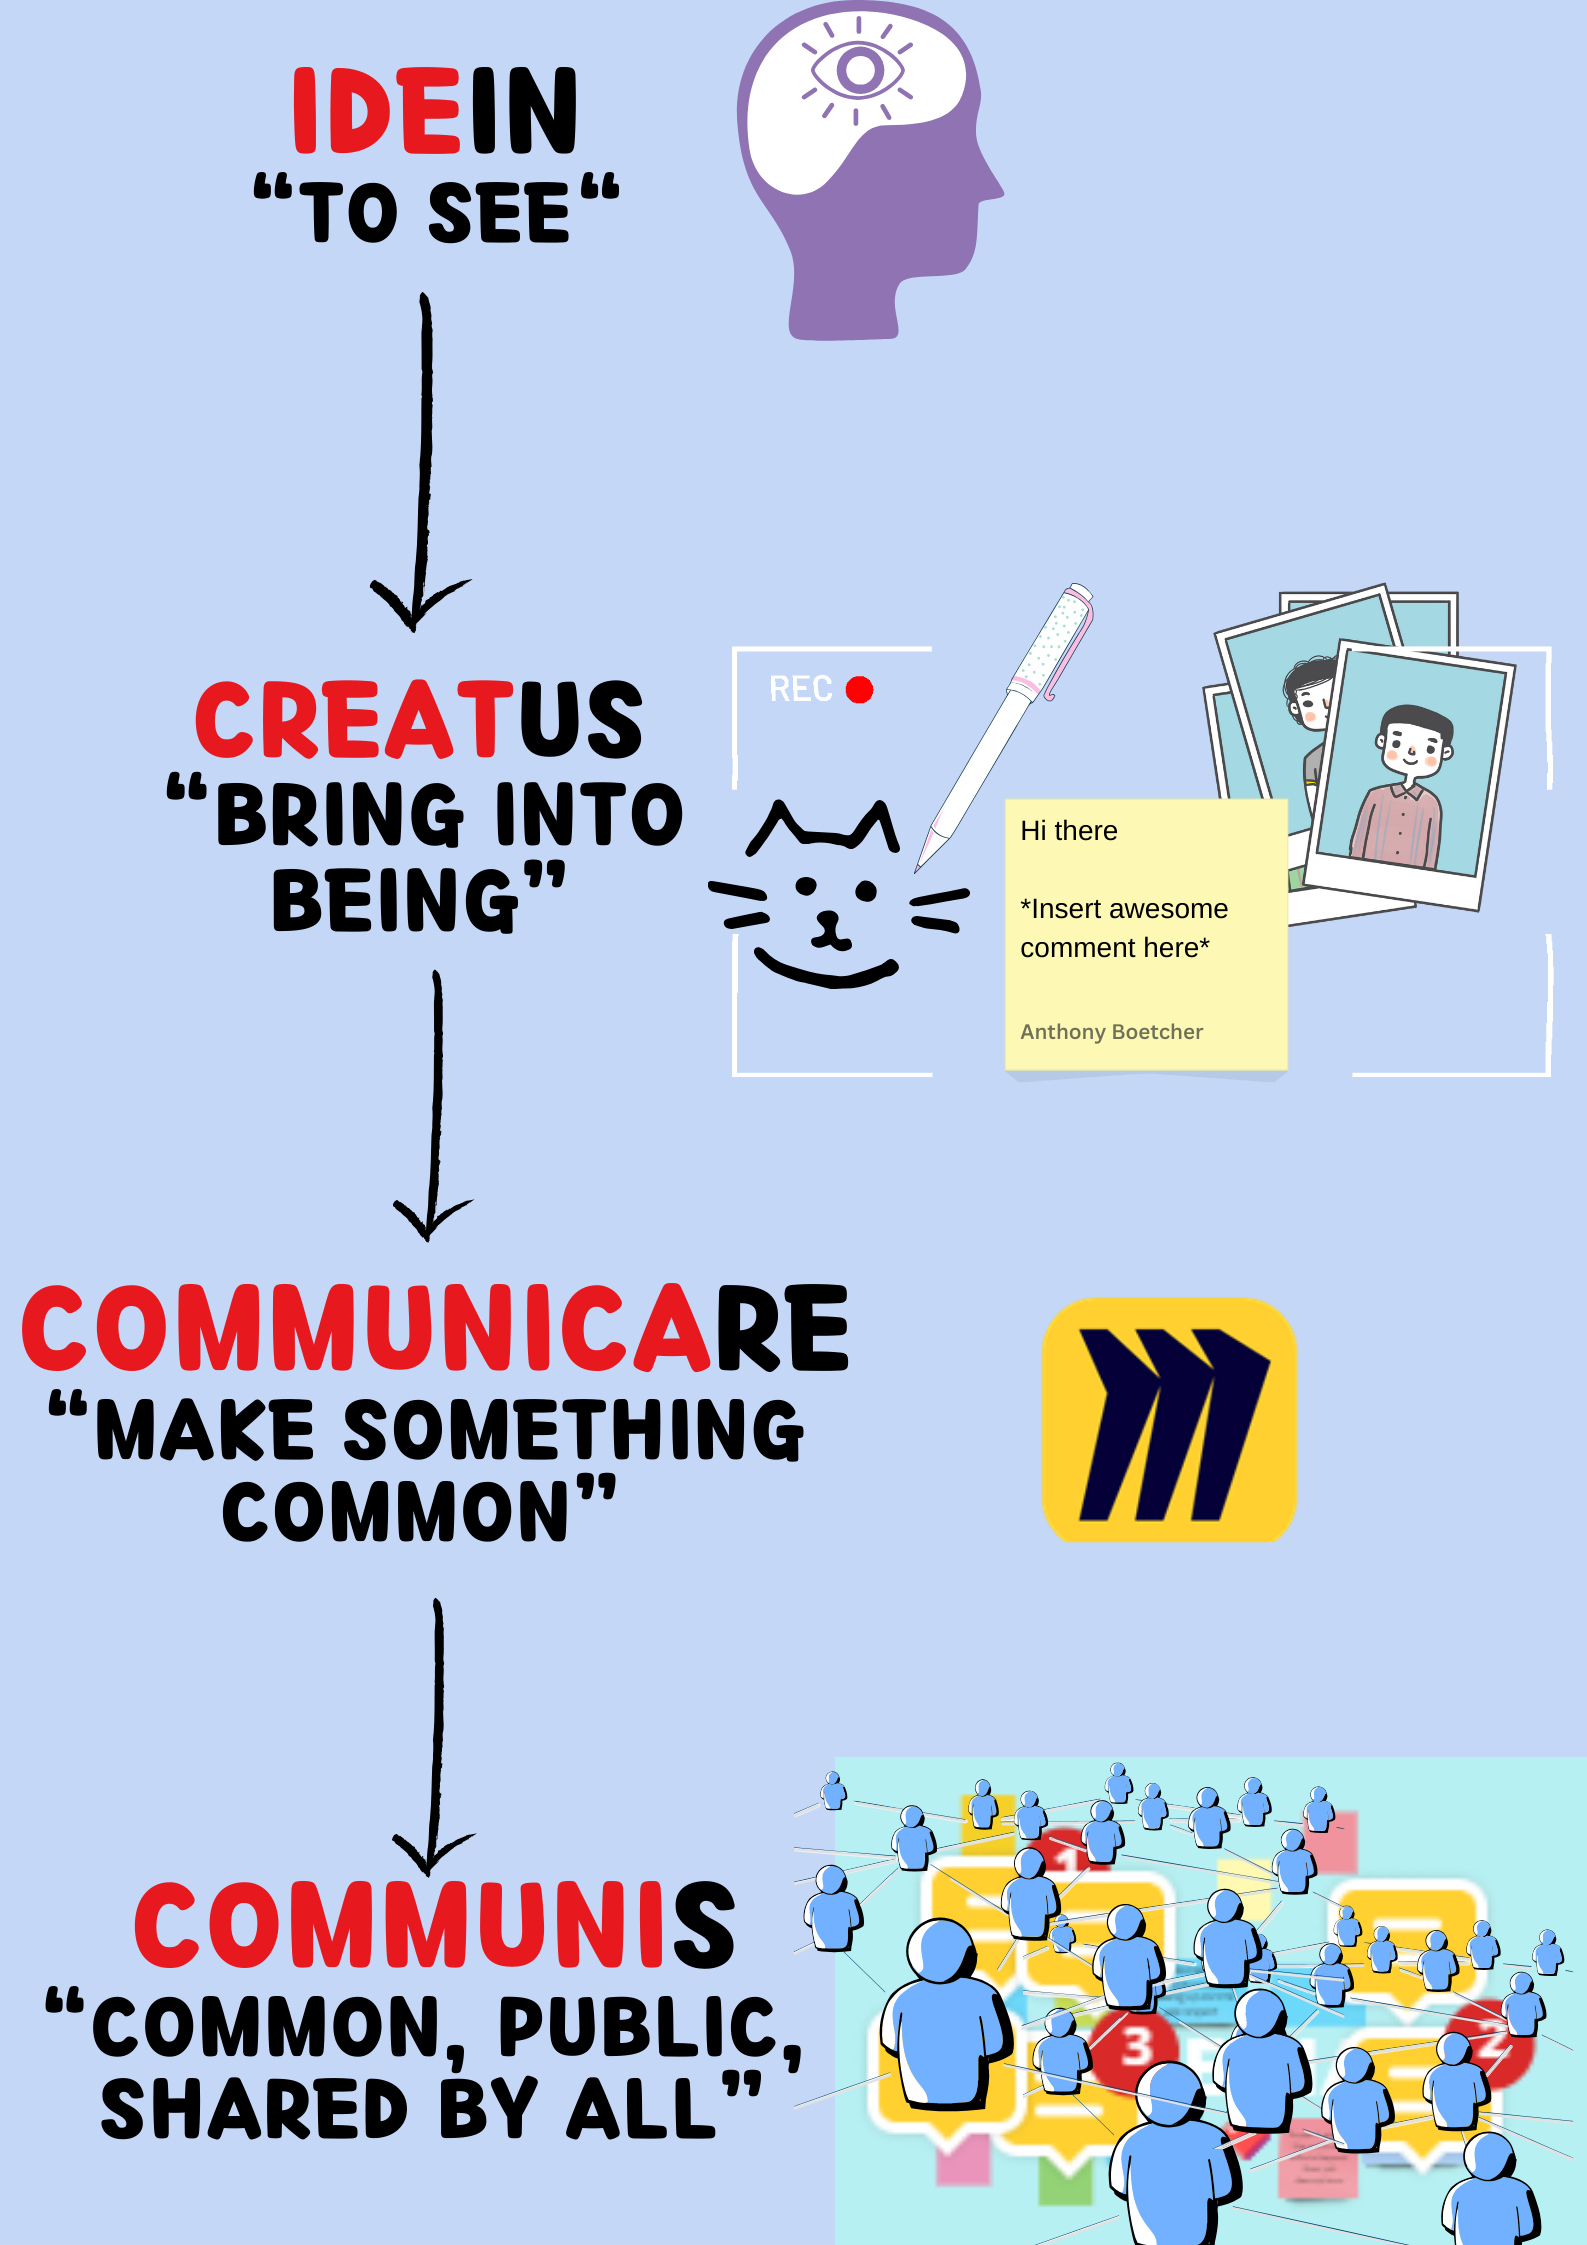 IDEIN
“TO SEE“
CREATUS
“BRING INTO
BEING”
REC
Hi there
*Insert awesome
comment here*
Anthony Boetcher
COMMUNICARE
“MAKE SOMETHING
COMMON”
COMMUNIS
“COMMON, PUBLIC,
SHARED BY ALL”
1
3
2